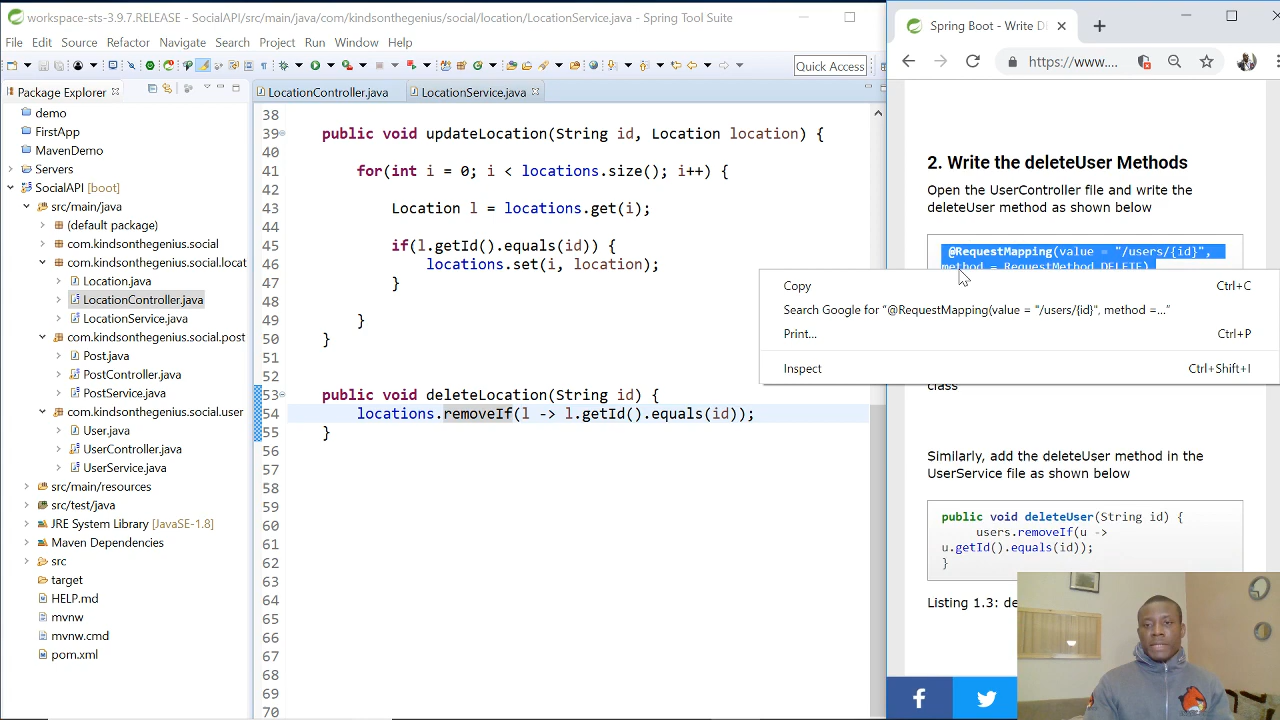 workspace-sts-3.9.7.RELEASE - SocialAPI/src/main/java/com/kindsonthegenius/social/location/LocationService.java - Spring Tool Suite
File Edit Source Refactor Navigate Search Project Run Window Help
Quick Access
Package Explorer
demo
FirstApp
MavenDemo
Servers
SocialAPI [boot]
src/main/java
(default package)
com.kindsonthegenius.social
com.kindsonthegenius.social.locat
Location.java
LocationController.java
LocationService.java
com.kindsonthegenius.social.post
Post.java
PostController.java
PostService.java
com.kindsonthegenius.social.user
User.java
UserController.java
UserService.java
src/main/resources
src/test/java
JRE System Library [JavaSE-1.8]
Maven Dependencies
src
target
HELP.md
mvnw
mvnw.cmd
pom.xml
LocationController.java LocationService.java
38
39 public void updateLocation(String id, Location location) {
40
41 for(int i = 0; i < locations.size(); i++) {
42
43 Location l = locations.get(i);
44
45 if(l.getId().equals(id)) {
46 locations.set(i, location);
47 }
48
49 }
50 }
51
52
53 public void deleteLocation(String id) {
54 locations.removeIf(l -> l.getId().equals(id));
55 }
56
57
58
59
60
61
62
63
64
65
66
67
68
69
70
Spring Boot - Write D
https://www....
2. Write the deleteUser Methods
Open the UserController file and write the
deleteUser method as shown below
@RequestMapping(value = "/users/{id}",
method = RequestMethod.DELETE)
Copy Ctrl+C
Search Google for “@RequestMapping(value = "/users/{id}", method =...”
Print... Ctrl+P
Inspect Ctrl+Shift+I
class
Similarly, add the deleteUser method in the
UserService file as shown below
public void deleteUser(String id) {
users.removeIf(u ->
u.getId().equals(id));
}
Listing 1.3: de